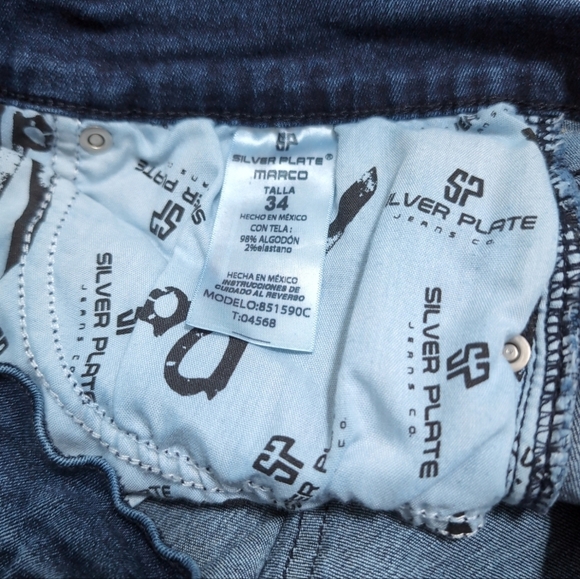 SP
SILVER PLATE®
MARCO
TALLA
34
HECHO EN MÉXICO
CON TELA:
98% ALGODÓN
2%elastano
HECHA EN MÉXICO
INSTRUCCIONES DE
CUIDADO AL REVERSO
MODELO:851590C
T:04568
SP
SILVER PLATE
JEANS CO.
SILVER PLATE
JEANS CO.
SP
SILVER PLATE
JEANS CO.
SP
SILVER PLATE